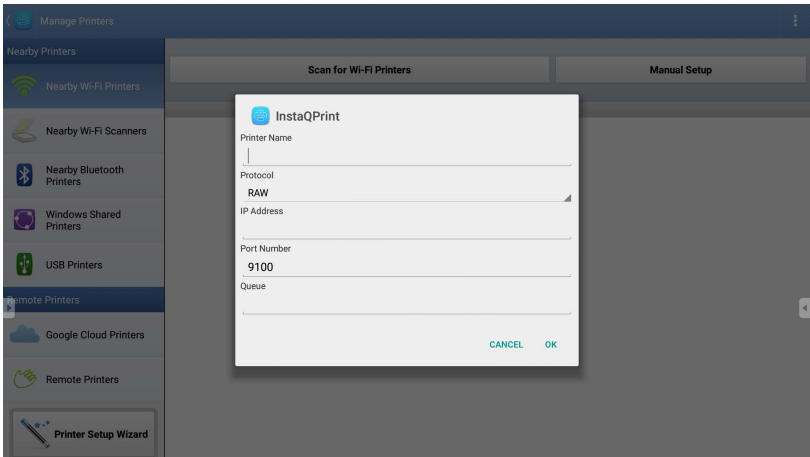 Manage Printers
Nearby Printers
Nearby Wi-Fi Printers
Nearby Wi-Fi Scanners
Nearby Bluetooth
Printers
Windows Shared
Printers
USB Printers
Remote Printers
Google Cloud Printers
Remote Printers
Printer Setup Wizard
Scan for Wi-Fi Printers
Manual Setup
InstaQPrint
Printer Name
Protocol
RAW
IP Address
Port Number
9100
Queue
CANCEL OK